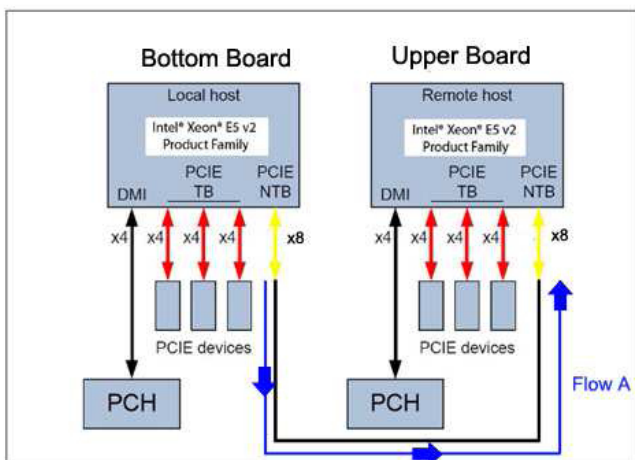 Bottom Board
Upper Board
Local host
Intel® Xeon® E5 v2
Product Family
DMI
PCIE
TB
PCIE
NTB
x4
x4
x4
x4
x8
PCIE devices
PCH
Remote host
Intel® Xeon® E5 v2
Product Family
DMI
PCIE
TB
PCIE
NTB
x4
x4
x4
x4
x8
PCIE devices
PCH
Flow A